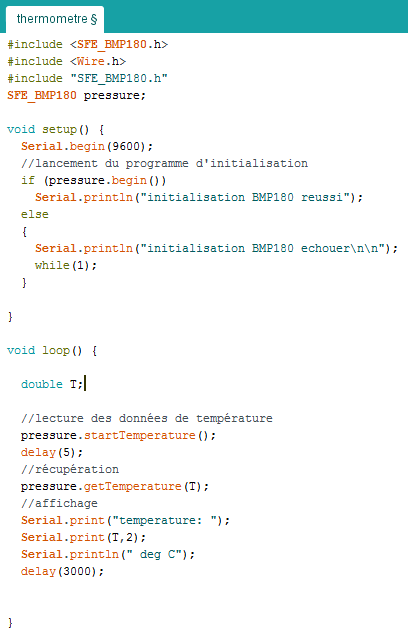 thermometre §
#include <SFE_BMP180.h>
#include <Wire.h>
#include "SFE_BMP180.h"
SFE_BMP180 pressure;
void setup() {
  Serial.begin(9600);
  //lancement du programme d'initialisation
  if (pressure.begin())
    Serial.println("initialisation BMP180 reussi");
  else
  {
    Serial.println("initialisation BMP180 echouer\n\n");
    while(1);
  }
}
void loop() {
  double T;
  //lecture des données de température
  pressure.startTemperature();
  delay(5);
  //récupération
  pressure.getTemperature(T);
  //affichage
  Serial.print("temperature: ");
  Serial.print(T,2);
  Serial.println(" deg C");
  delay(3000);
}